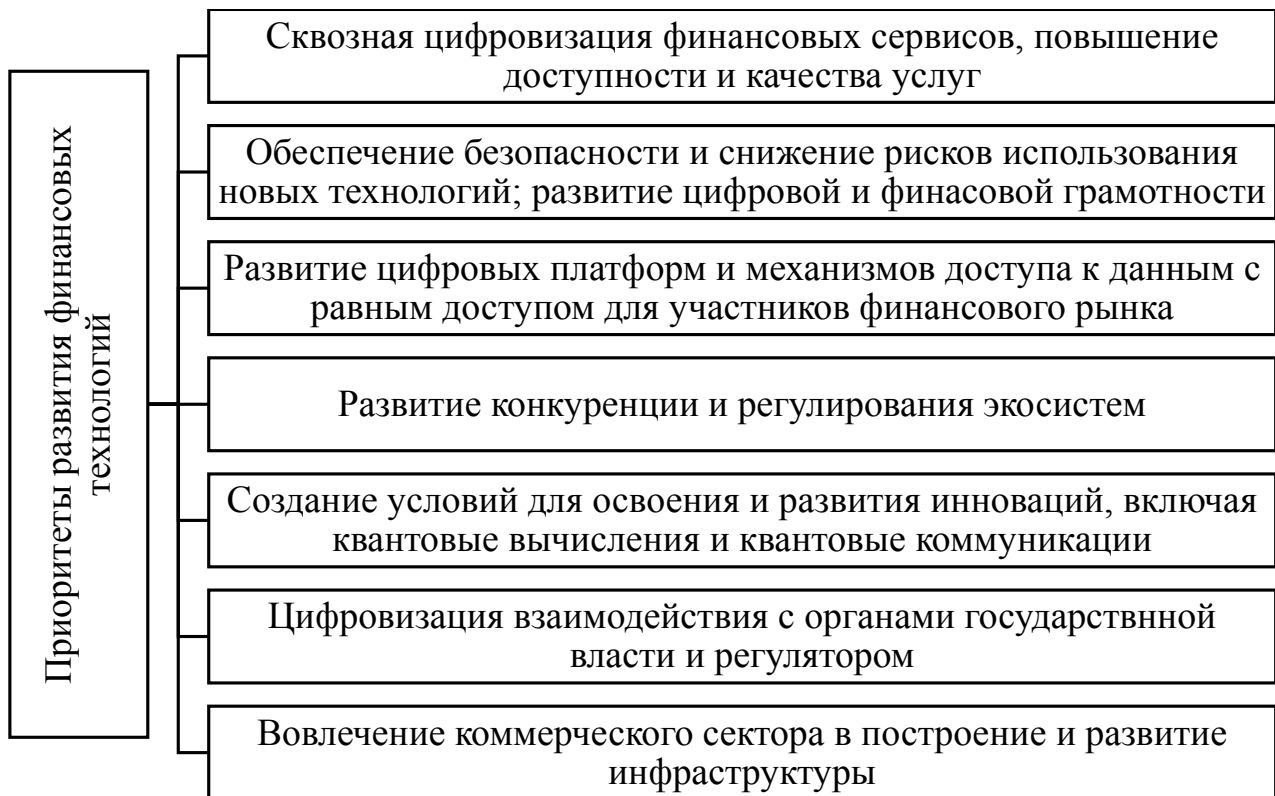 Приоритеты развития финансовых
технологий
Сквозная цифровизация финансовых сервисов, повышение
доступности и качества услуг
Обеспечение безопасности и снижение рисков использования
новых технологий; развитие цифровой и финасовой грамотности
Развитие цифровых платформ и механизмов доступа к данным с
равным доступом для участников финансового рынка
Развитие конкуренции и регулирования экосистем
Создание условий для освоения и развития инноваций, включая
квантовые вычисления и квантовые коммуникации
Цифровизация взаимодействия с органами государствнной
власти и регулятором
Вовлечение коммерческого сектора в построение и развитие
инфраструктуры